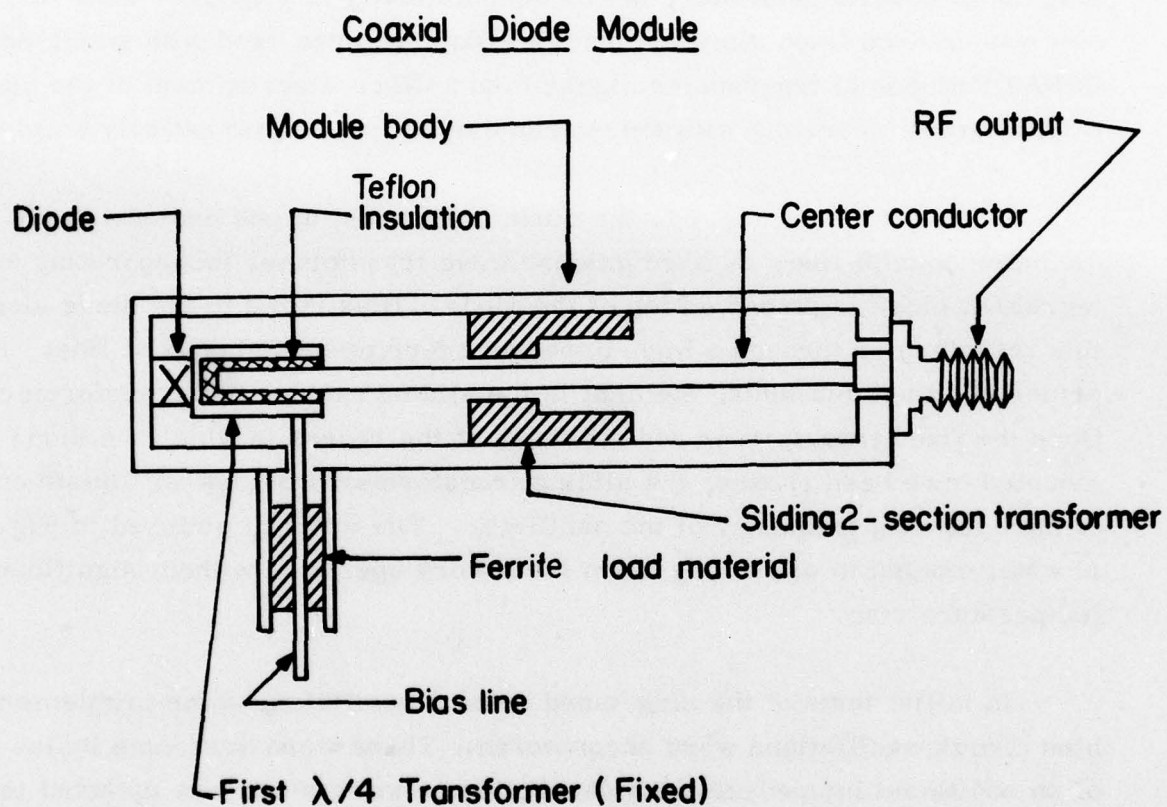 Coaxial Diode Module
Module body
RF output
Teflon
Insulation
Diode
Center conductor
Sliding 2-section transformer
Ferrite load material
Bias line
First λ/4 Transformer (Fixed)